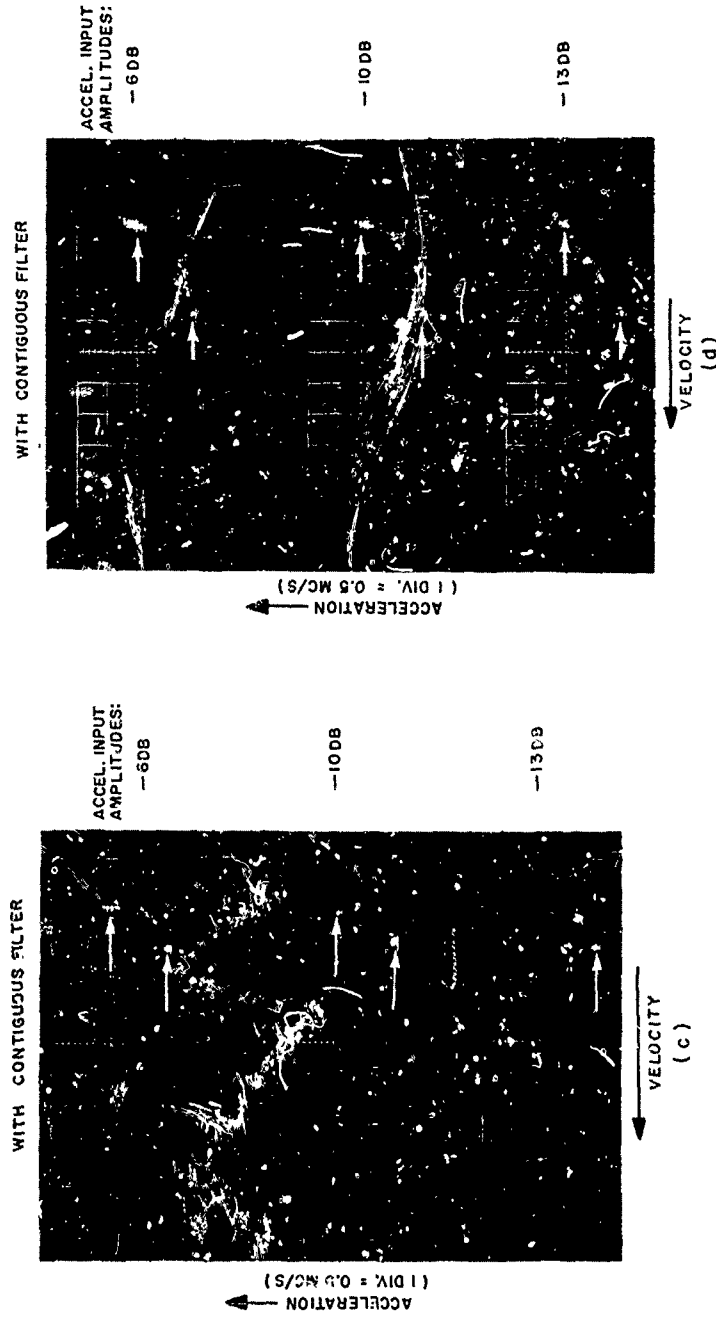 WITH CONTIGUOUS FILTER
ACCEL. INPUT
AMPLITUDES:
-6DB
-10DB
-13DB
ACCELERATION
(1 DIV. = 0.5 MC/S)
VELOCITY
(c)
WITH CONTIGUOUS FILTER
ACCEL. INPUT
AMPLITUDES:
-6DB
-10DB
-13DB
ACCELERATION
(1 DIV. = 0.5 MC/S)
VELOCITY
(d)